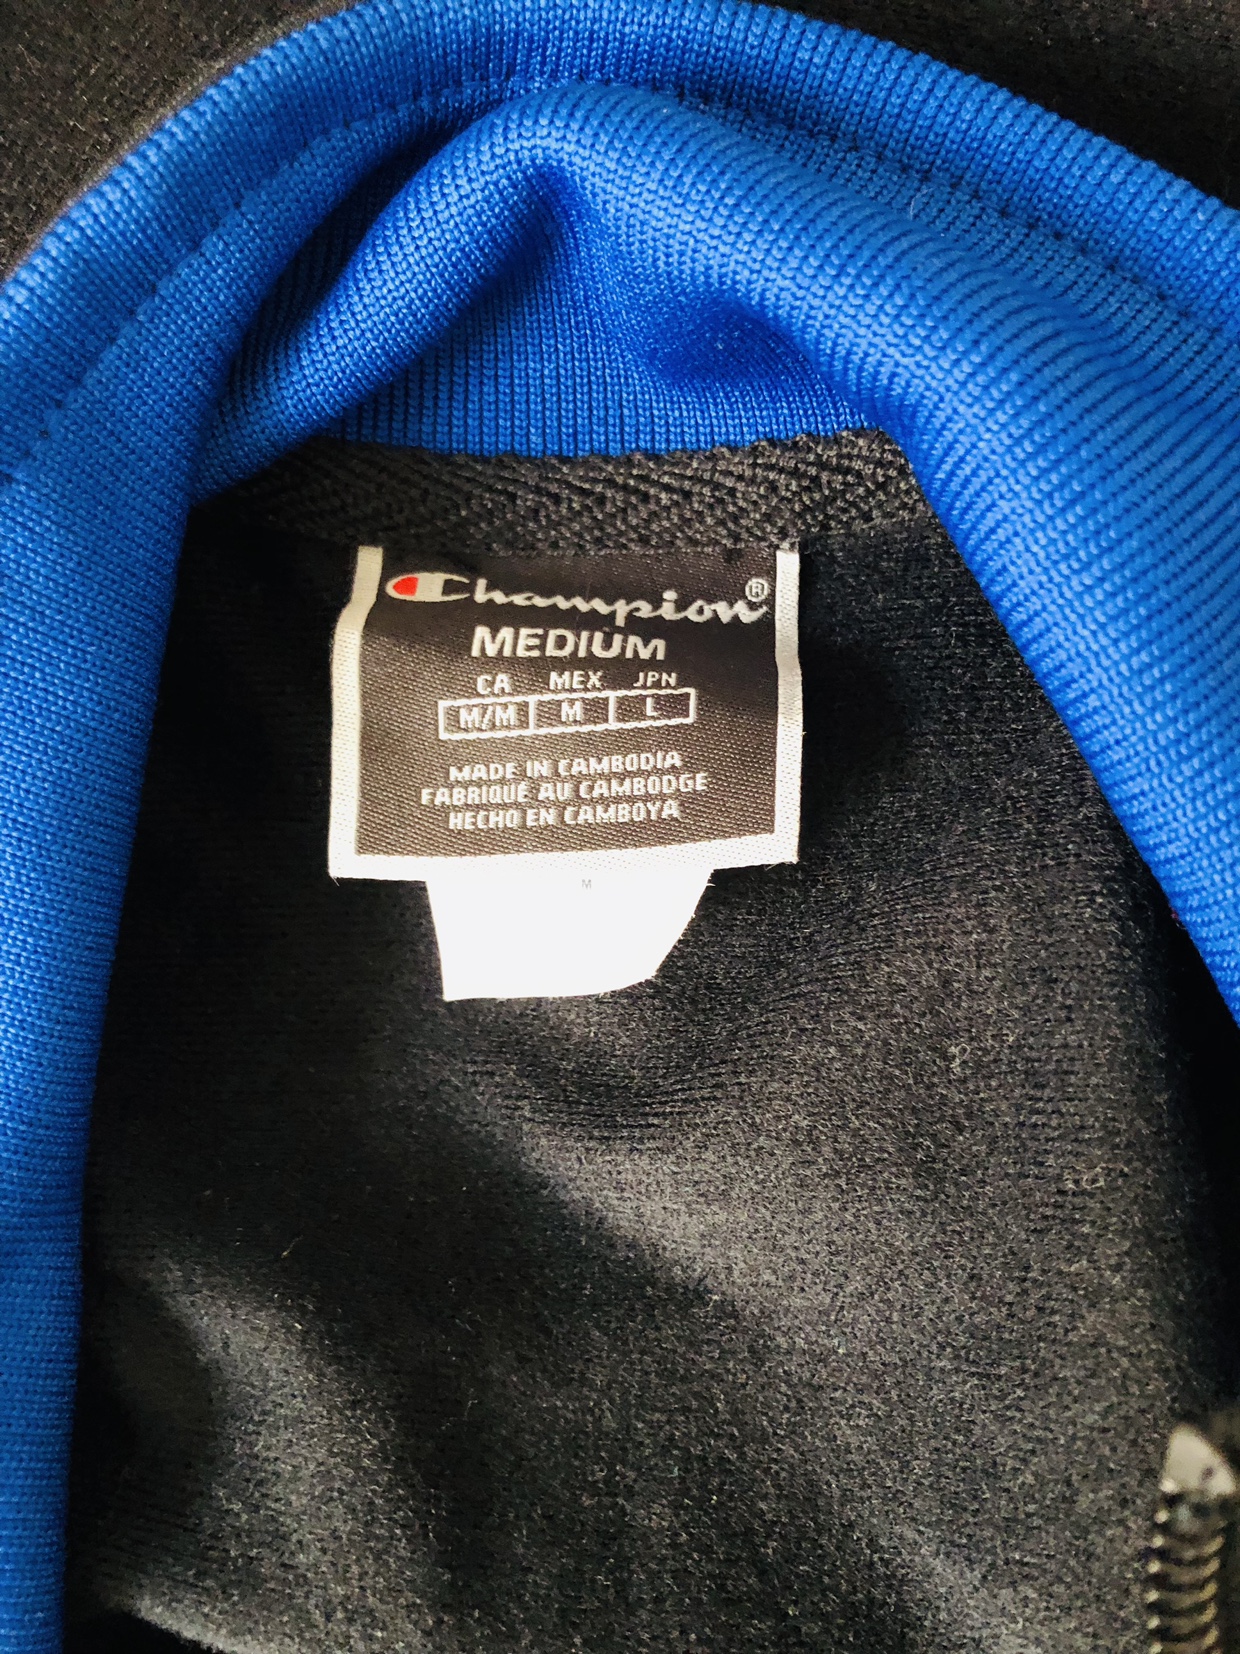 Champion®
MEDIUM
CA MEX JPN
M/M M L
MADE IN CAMBODIA
FABRIQUÉ AU CAMBODGE
HECHO EN CAMBOYA
M